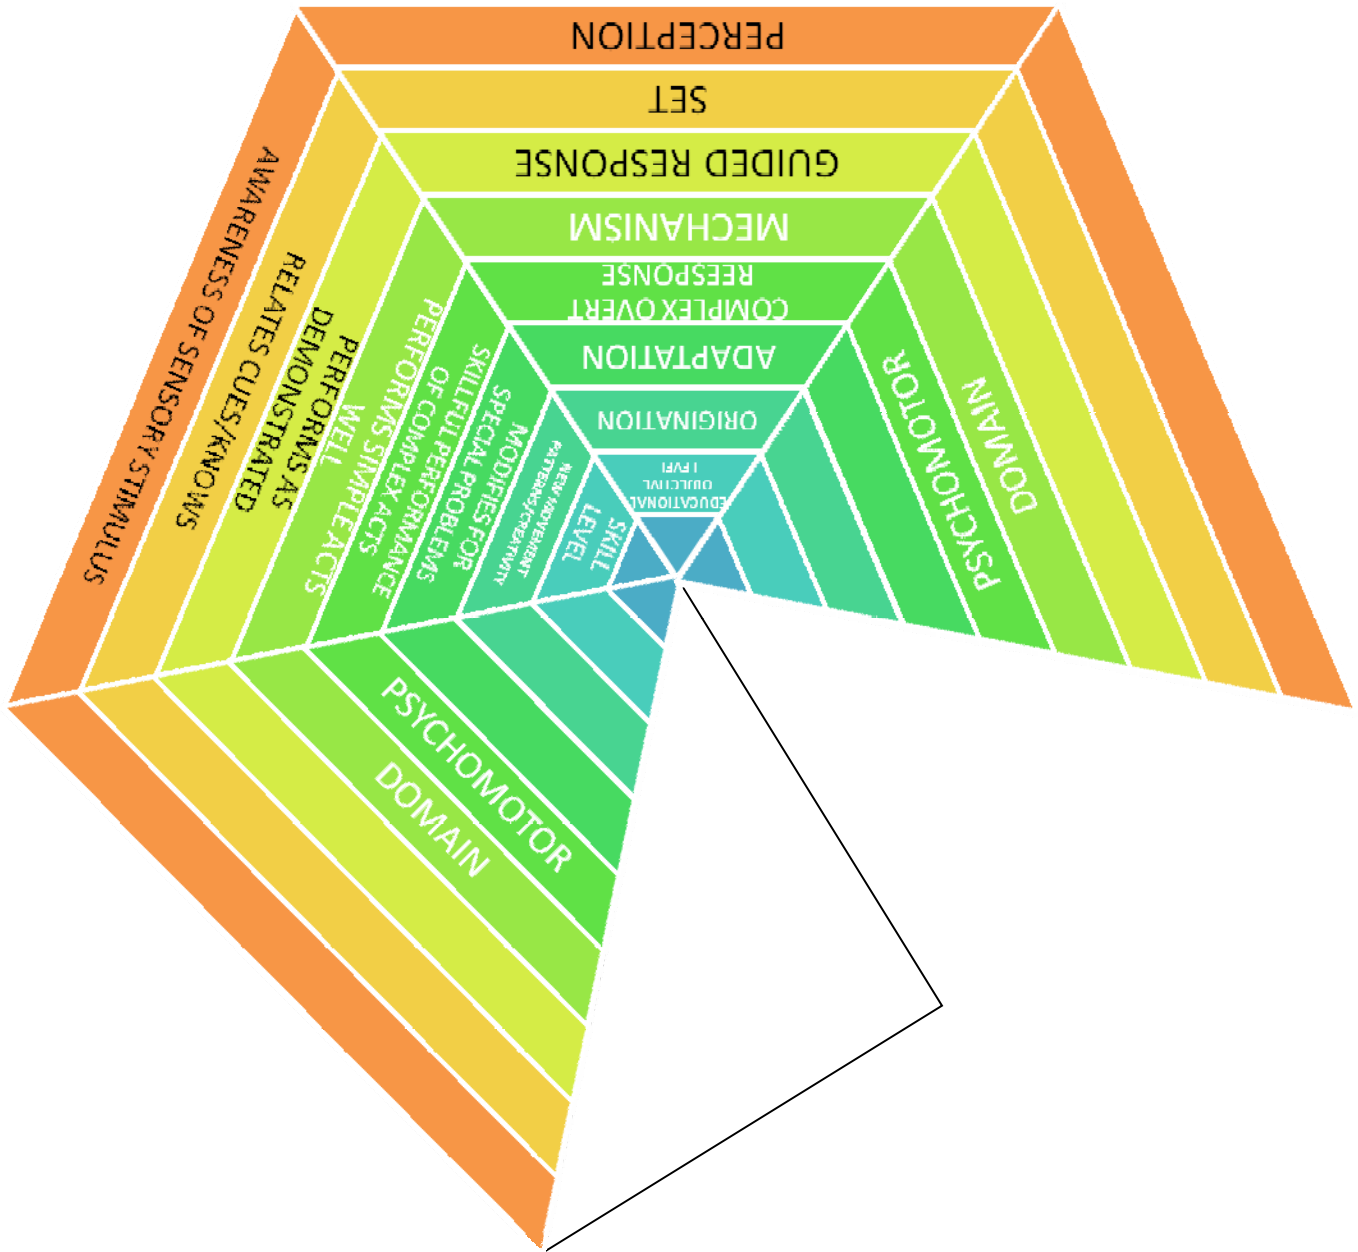 EDUCATIONAL
OBJECTIVE
LEVEL
ORIGINATION
ADAPTATION
COMPLEX OVERT
REESPONSE
MECHANISM
GUIDED RESPONSE
SET
PERCEPTION
SKILL
LEVEL
NEW MOVEMENT
PATTERNS/CREATIVITY
MODIFIES FOR
SPECIAL PROBLEMS
SKILL FUL PERFORMANCE
OF COMPLEX ACTS
PERFORMS SIMPLE ACTS
WELL
PERFORMS AS
DEMONSTRATED
RELATES CUES/KNOWS
AWARENESS OF SENSORY STIMULUS
PSYCHOMOTOR
DOMAIN
PSYCHOMOTOR
DOMAIN